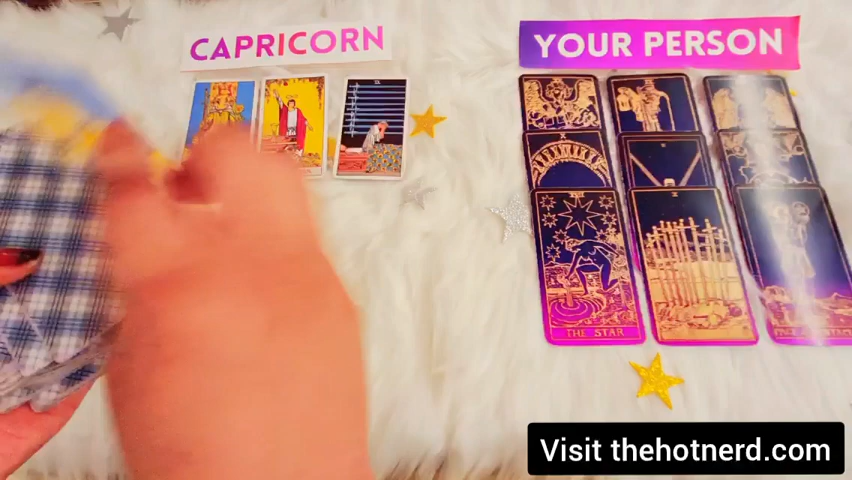 CAPRICORN
YOUR PERSON
X
THE STAR
X
Visit thehotnerd.com